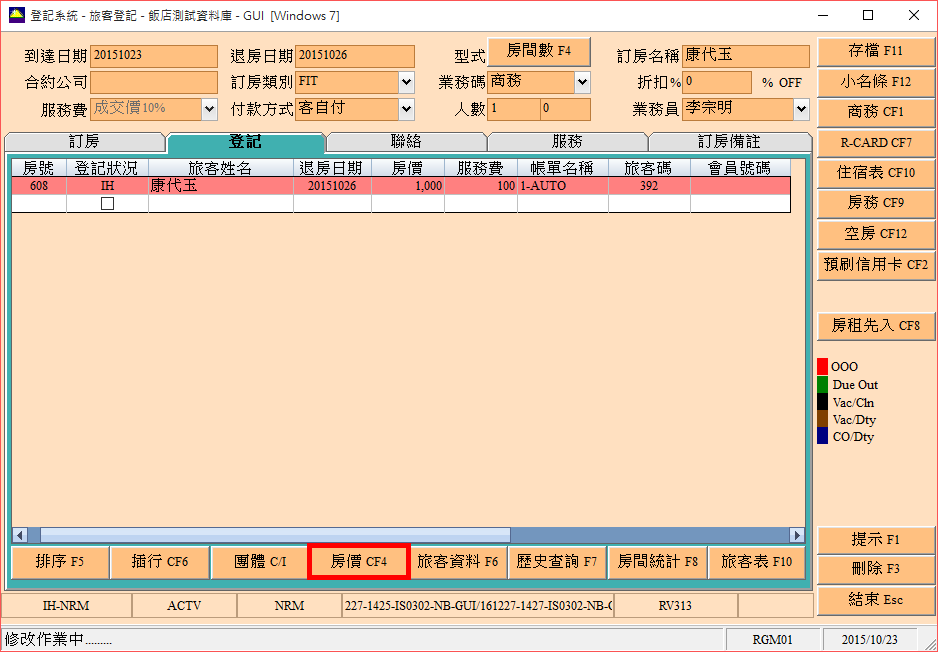 登記系統 - 旅客登記 - 飯店測試資料庫 - GUI [Windows 7]
到達日期 20151023 退房日期 20151026 型式 房間數 F4 訂房名稱 康代玉
合約公司 訂房類別 FIT 業務碼 商務 折扣% 0 % OFF
服務費 成交價10% 付款方式 客自付 人數 1 0 業務員 李宗明
存檔 F11
小名條 F12
商務 CF1
R-CARD CF7
住宿表 CF10
房務 CF9
空房 CF12
預刷信用卡 CF2
房租先入 CF8
訂房 登記 聯絡 服務 訂房備註
房號 登記狀況 旅客姓名 退房日期 房價 服務費 帳單名稱 旅客碼 會員號碼
608 IH 康代玉 20151026 1,000 100 1-AUTO 392
OOO
Due Out
Vac/Cln
Vac/Dty
CO/Dty
排序 F5 插行 CF6 團體 C/I 房價 CF4 旅客資料 F6 歷史查詢 F7 房間統計 F8 旅客表 F10
提示 F1
刪除 F3
結束 Esc
IH-NRM ACTV NRM 227-1425-IS0302-NB-GUI/161227-1427-IS0302-NB-( RV313
修改作業中......... RGM01 2015/10/23